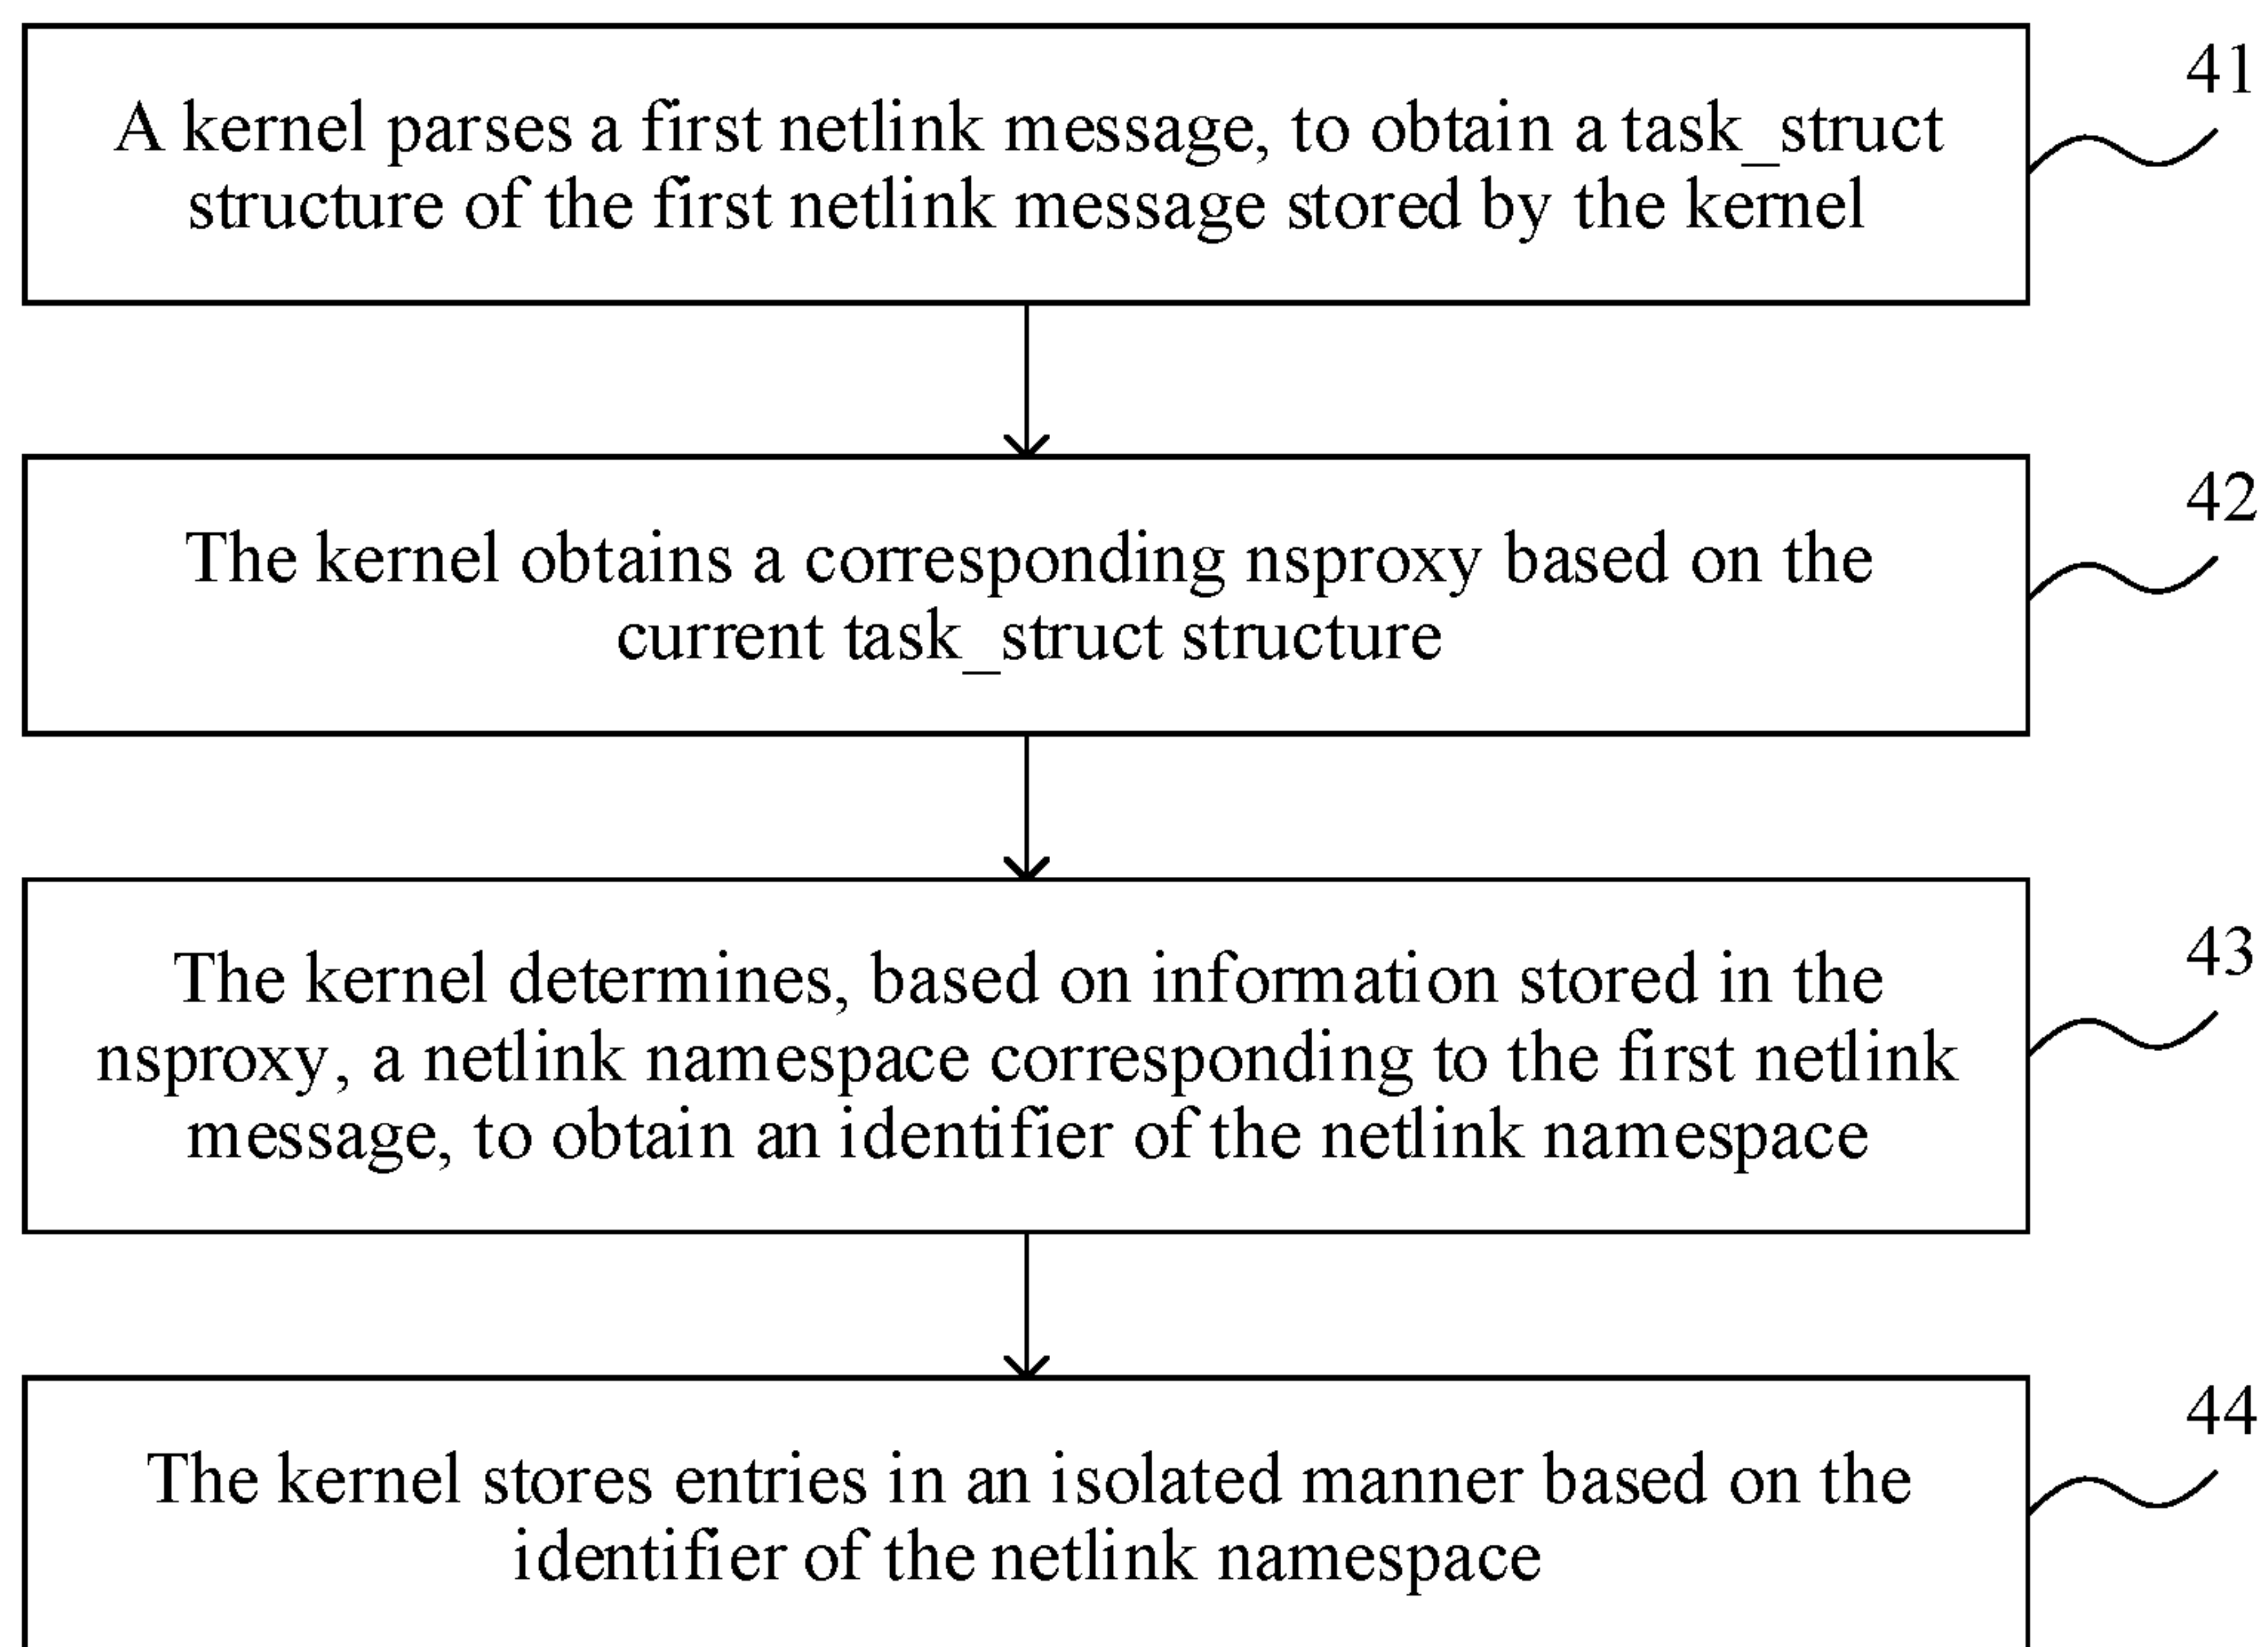 A kernel parses a first netlink message, to obtain a task_struct
structure of the first netlink message stored by the kernel
41
The kernel obtains a corresponding nsproxy based on the
current task_struct structure
42
The kernel determines, based on information stored in the
nsproxy, a netlink namespace corresponding to the first netlink
message, to obtain an identifier of the netlink namespace
43
The kernel stores entries in an isolated manner based on the
identifier of the netlink namespace
44